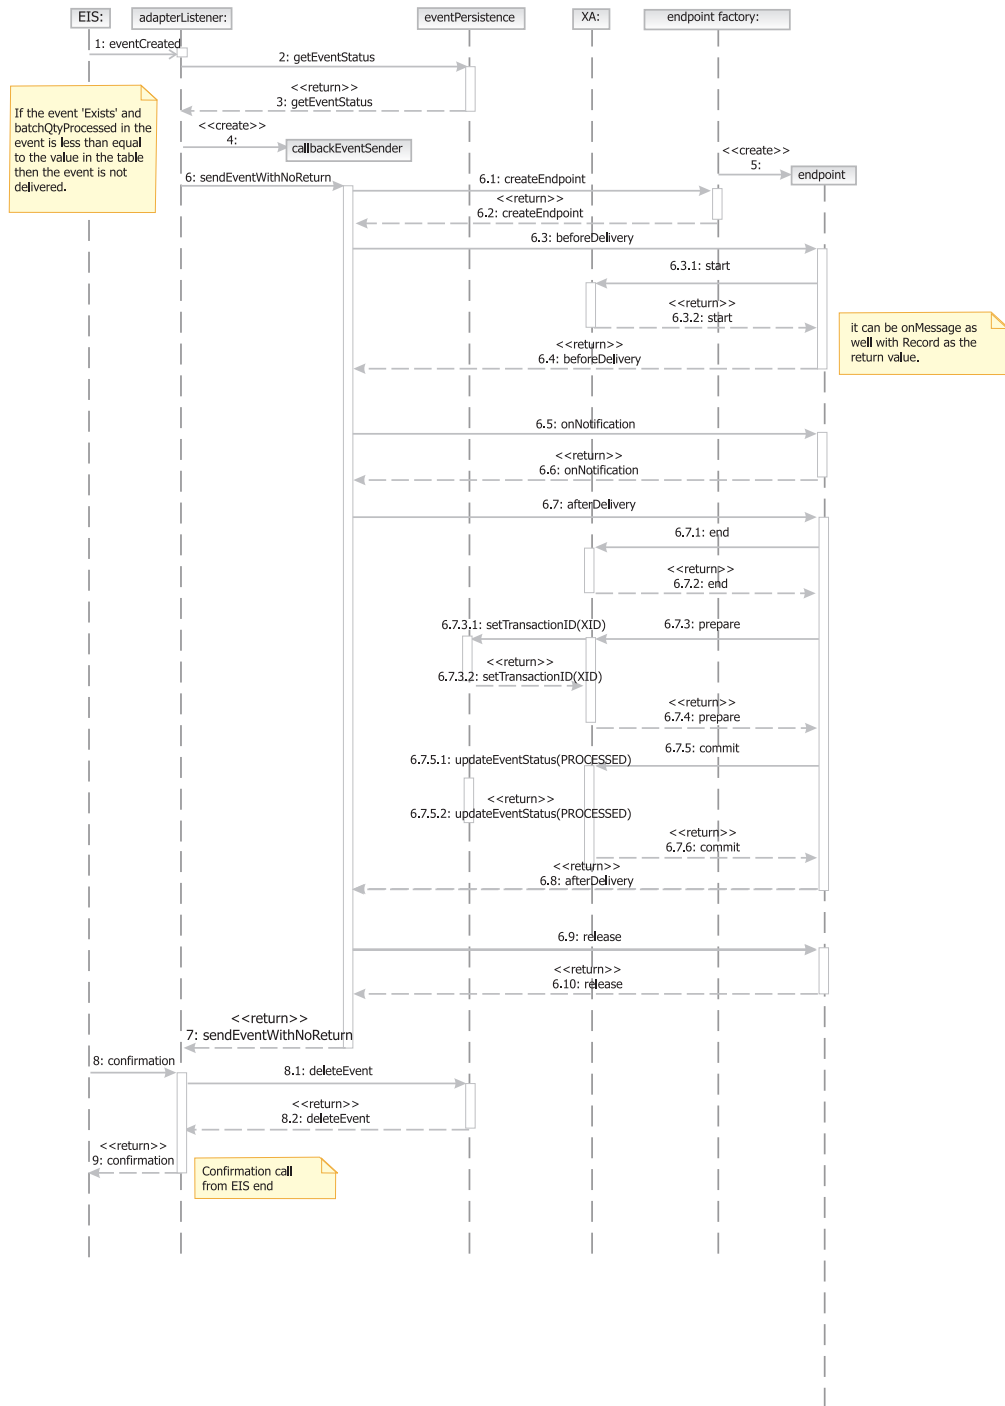 EIS:
adapterListener:
eventPersistence
XA:
endpoint factory:
1: eventCreated
2: getEventStatus
<<return>>
3: getEventStatus
If the event 'Exists' and
batchQtyProcessed in the
event is less than equal
to the value in the table
then the event is not
delivered.
<<create>>
4:
callbackEventSender
<<create>>
5:
endpoint
6: sendEventWithNoReturn
6.1: createEndpoint
<<return>>
6.2: createEndpoint
6.3: beforeDelivery
6.3.1: start
<<return>>
6.3.2: start
it can be onMessage as
well with Record as the
return value.
<<return>>
6.4: beforeDelivery
6.5: onNotification
<<return>>
6.6: onNotification
6.7: afterDelivery
6.7.1: end
<<return>>
6.7.2: end
6.7.3.1: setTransactionID(XID)
6.7.3: prepare
<<return>>
6.7.3.2: setTransactionID(XID)
<<return>>
6.7.4: prepare
6.7.5: commit
6.7.5.1: updateEventStatus(PROCESSED)
<<return>>
6.7.5.2: updateEventStatus(PROCESSED)
<<return>>
6.7.6: commit
<<return>>
6.8: afterDelivery
6.9: release
<<return>>
6.10: release
<<return>>
7: sendEventWithNoReturn
8: confirmation
8.1: deleteEvent
<<return>>
8.2: deleteEvent
<<return>>
9: confirmation
Confirmation call
from EIS end